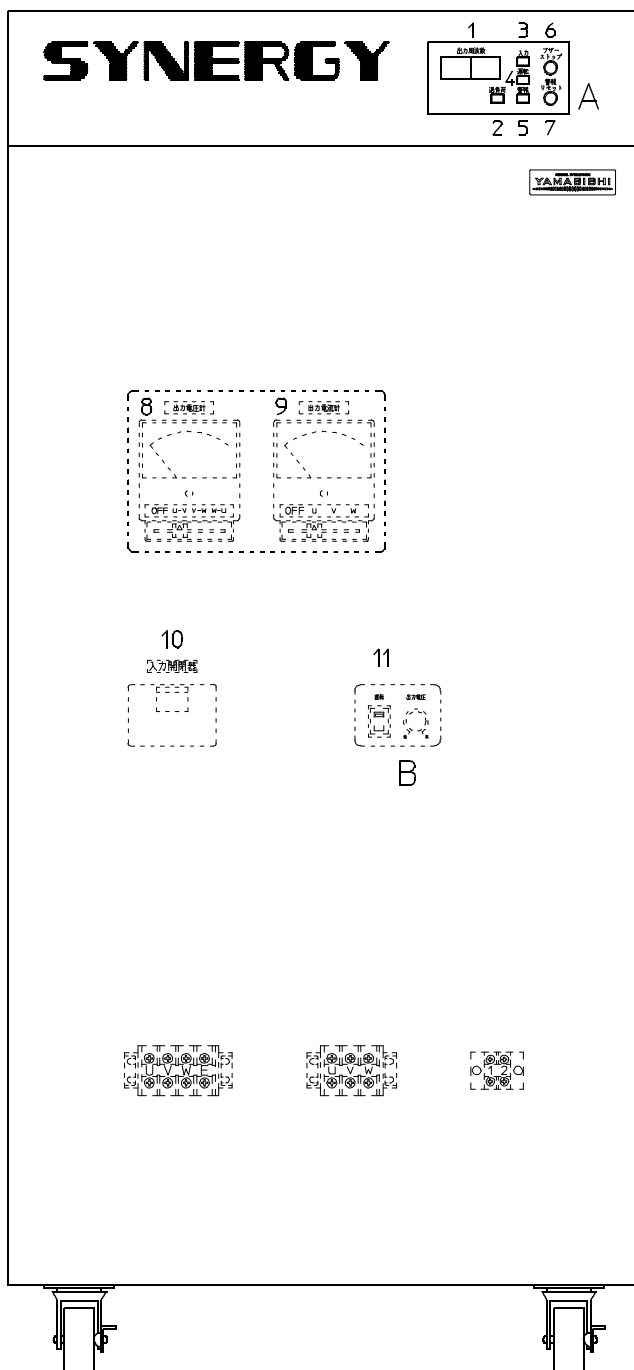 SYNERGY
1 3 6
出力周波数
入力
ブザー
ストップ
4
運転
過負荷
警報
警報
リセット
A
2 5 7
YAMABISHI
8 出力電圧計
9 出力電流計
OFF U-V V-W W-U
OFF U V W
10
入力開閉器
11
運転
出力電圧
B
U V W E
U V W
1 2